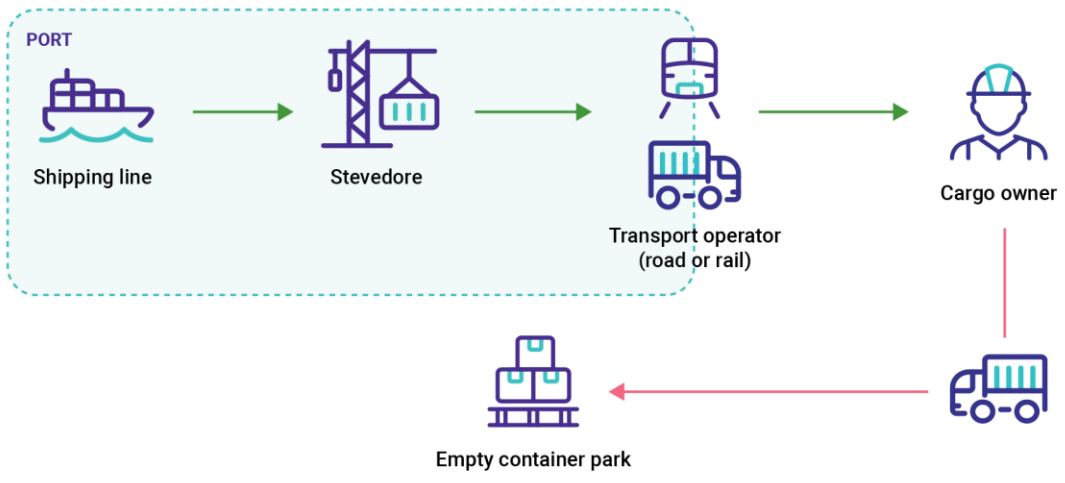 PORT
Shipping line
Stevedore
Transport operator
(road or rail)
Cargo owner
Empty container park